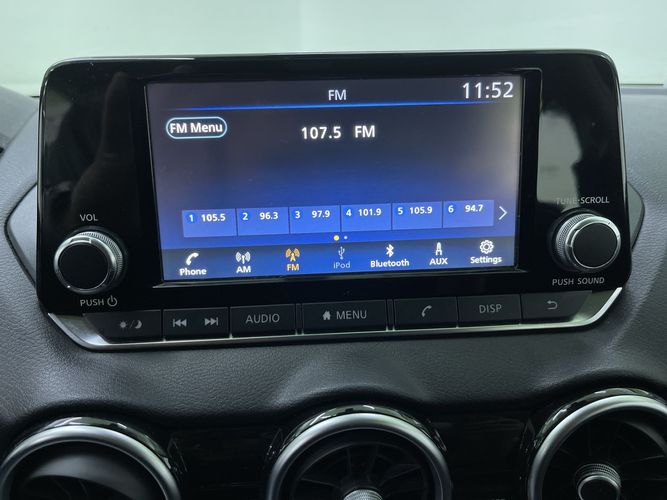 FM
11:52
FM Menu
107.5 FM
1 105.5 2 96.3 3 97.9 4 101.9 5 105.9 6 94.7
Phone AM FM iPod Bluetooth AUX Settings
VOL
PUSH
TUNE·SCROLL
PUSH SOUND
AUDIO MENU DISP